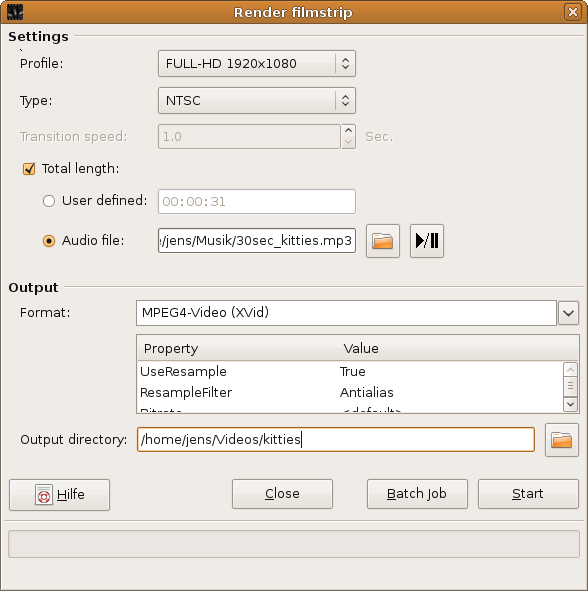 Render filmstrip
Settings
Profile: FULL-HD 1920x1080
Type: NTSC
Transition speed: 1.0 Sec.
Total length:
User defined: 00:00:31
Audio file: /jens/Musik/30sec_kitties.mp3
Output
Format: MPEG4-Video (XVid)
Property Value
UseResample True
ResampleFilter Antialias
Bitrate <default>
Output directory: /home/jens/Videos/kitties
Hilfe Close Batch Job Start